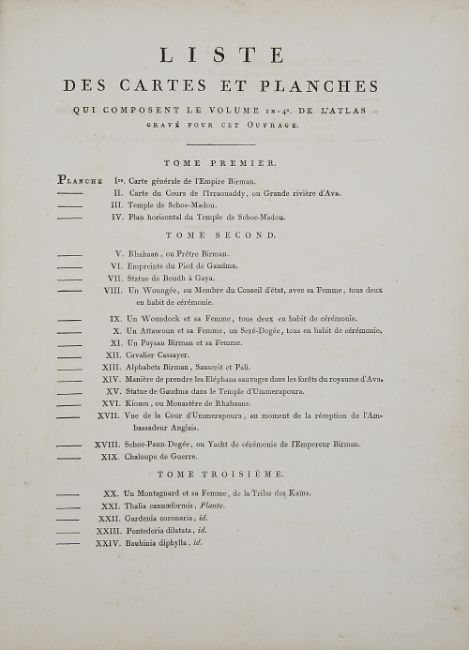 LISTE
DES CARTES ET PLANCHES
QUI COMPOSENT LE VOLUME IN-4º. DE L'ATLAS
GRAVÉ POUR CET OUVRAGE.
TOME PREMIER.
PLANCHE Ire. Carte générale de l'Empire Birman.
II. Carte du Cours de l'Irraouaddy, ou Grande rivière d'Ava.
III. Temple de Schoe-Madou.
IV. Plan horisontal du Temple de Schoe-Madou.
TOME SECOND.
V. Rhahaan, ou Prêtre Birman.
VI. Empreinte du Pied de Gaudma.
VII. Statue de Boudh à Gaya.
VIII. Un Woungée, ou Membre du Conseil d'état, avec sa Femme, tous deux
en habit de cérémonie.
IX. Un Woundock et sa Femme, tous deux en habit de cérémonie.
X. Un Attawoun et sa Femme, un Seré-Dogée, tous en habit de cérémonie.
XI. Un Paysan Birman et sa Femme.
XII. Cavalier Cassayer.
XIII. Alphabets Birman, Sanscrit et Pali.
XIV. Manière de prendre les Eléphans sauvages dans les forêts du royaume d'Ava.
XV. Statue de Gaudma dans le Temple d'Ummerapoura.
XVI. Kioum, ou Monastère de Rhahaans.
XVII. Vue de la Cour d'Ummerapoura, au moment de la réception de l'Am-
bassadeur Anglais.
XVIII. Schoe-Paun-Dogée, ou Yacht de cérémonie de l'Empereur Birman.
XIX. Chaloupe de Guerre.
TOME TROISIÈME.
XX. Un Montagnard et sa Femme, de la Tribu des Kaïns.
XXI. Thalia cannæformis, Plante.
XXII. Gardenia coronaria, id.
XXIII. Pontederia dilatata, id.
XXIV. Bauhinia diphylla, id.